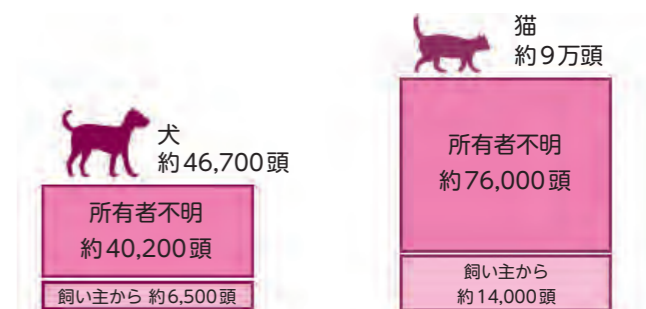 犬
約46,700頭
所有者不明
約40,200頭
飼い主から 約6,500頭
猫
約9万頭
所有者不明
約76,000頭
飼い主から
約14,000頭